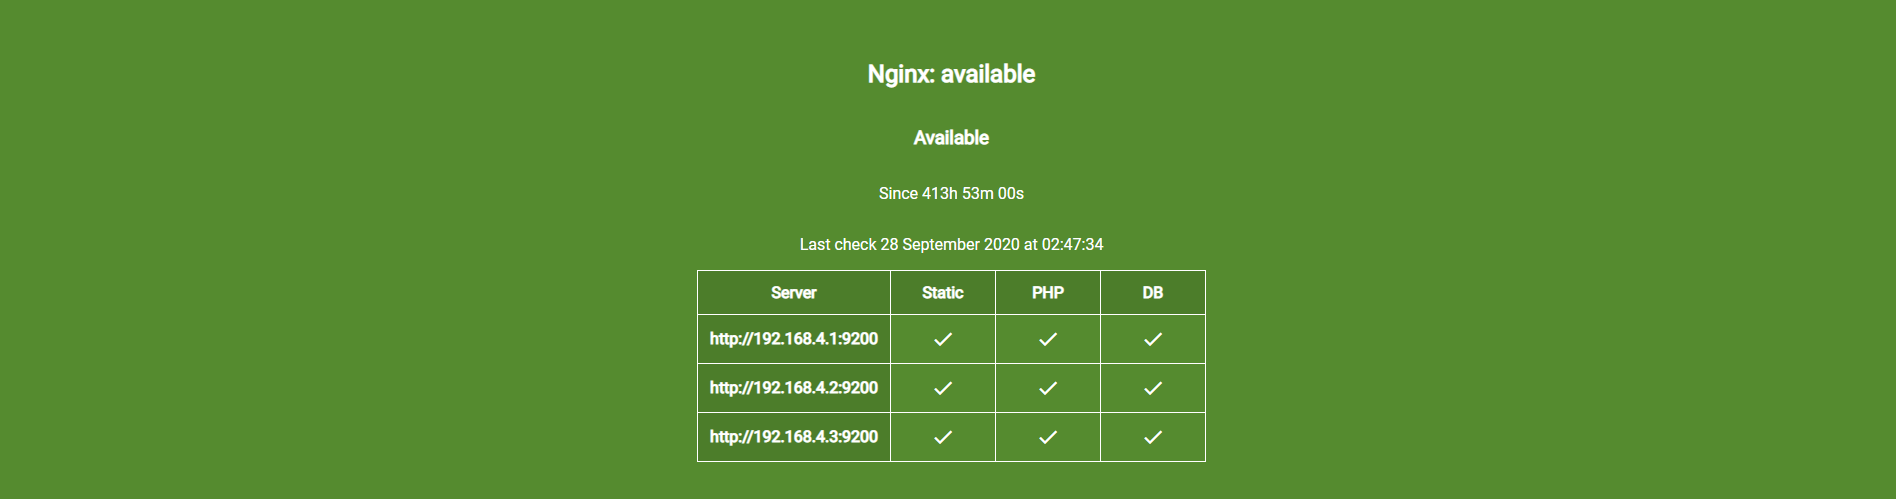 Nginx: available
Available
Since 413h 53m 00s
Last check 28 September 2020 at 02:47:34
Server Static PHP DB
http://192.168.4.1:9200 ✓ ✓ ✓
http://192.168.4.2:9200 ✓ ✓ ✓
http://192.168.4.3:9200 ✓ ✓ ✓